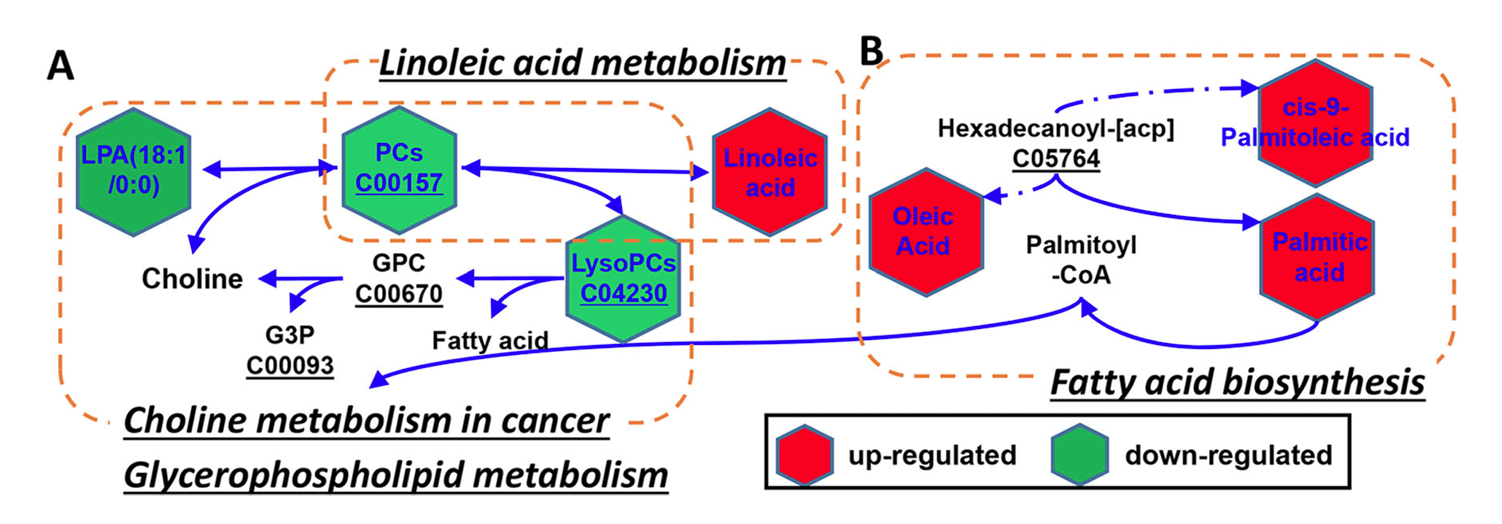 A
Linoleic acid metabolism
LPA(18:1
/0:0)
PCs
C00157
Linoleic
acid
Choline
GPC
C00670
LysoPCs
C04230
G3P
C00093
Fatty acid
Choline metabolism in cancer
Glycerophospholipid metabolism
B
Hexadecanoyl-[acp]
C05764
cis-9-
Palmitoleic acid
Oleic
Acid
Palmitoyl
-CoA
Palmitic
acid
Fatty acid biosynthesis
up-regulated
down-regulated